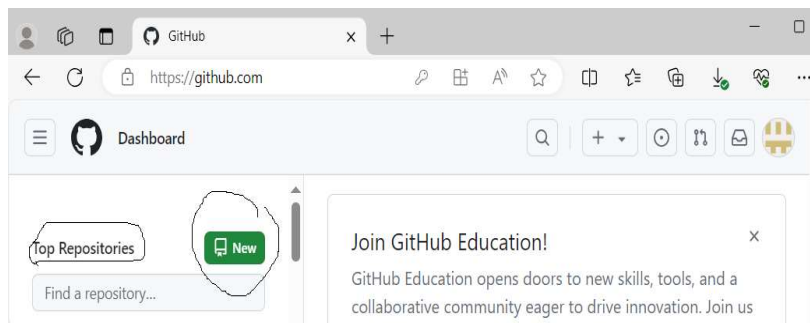 GitHub
https://github.com
Dashboard
Top Repositories
New
Find a repository...
Join GitHub Education!
GitHub Education opens doors to new skills, tools, and a
collaborative community eager to drive innovation. Join us